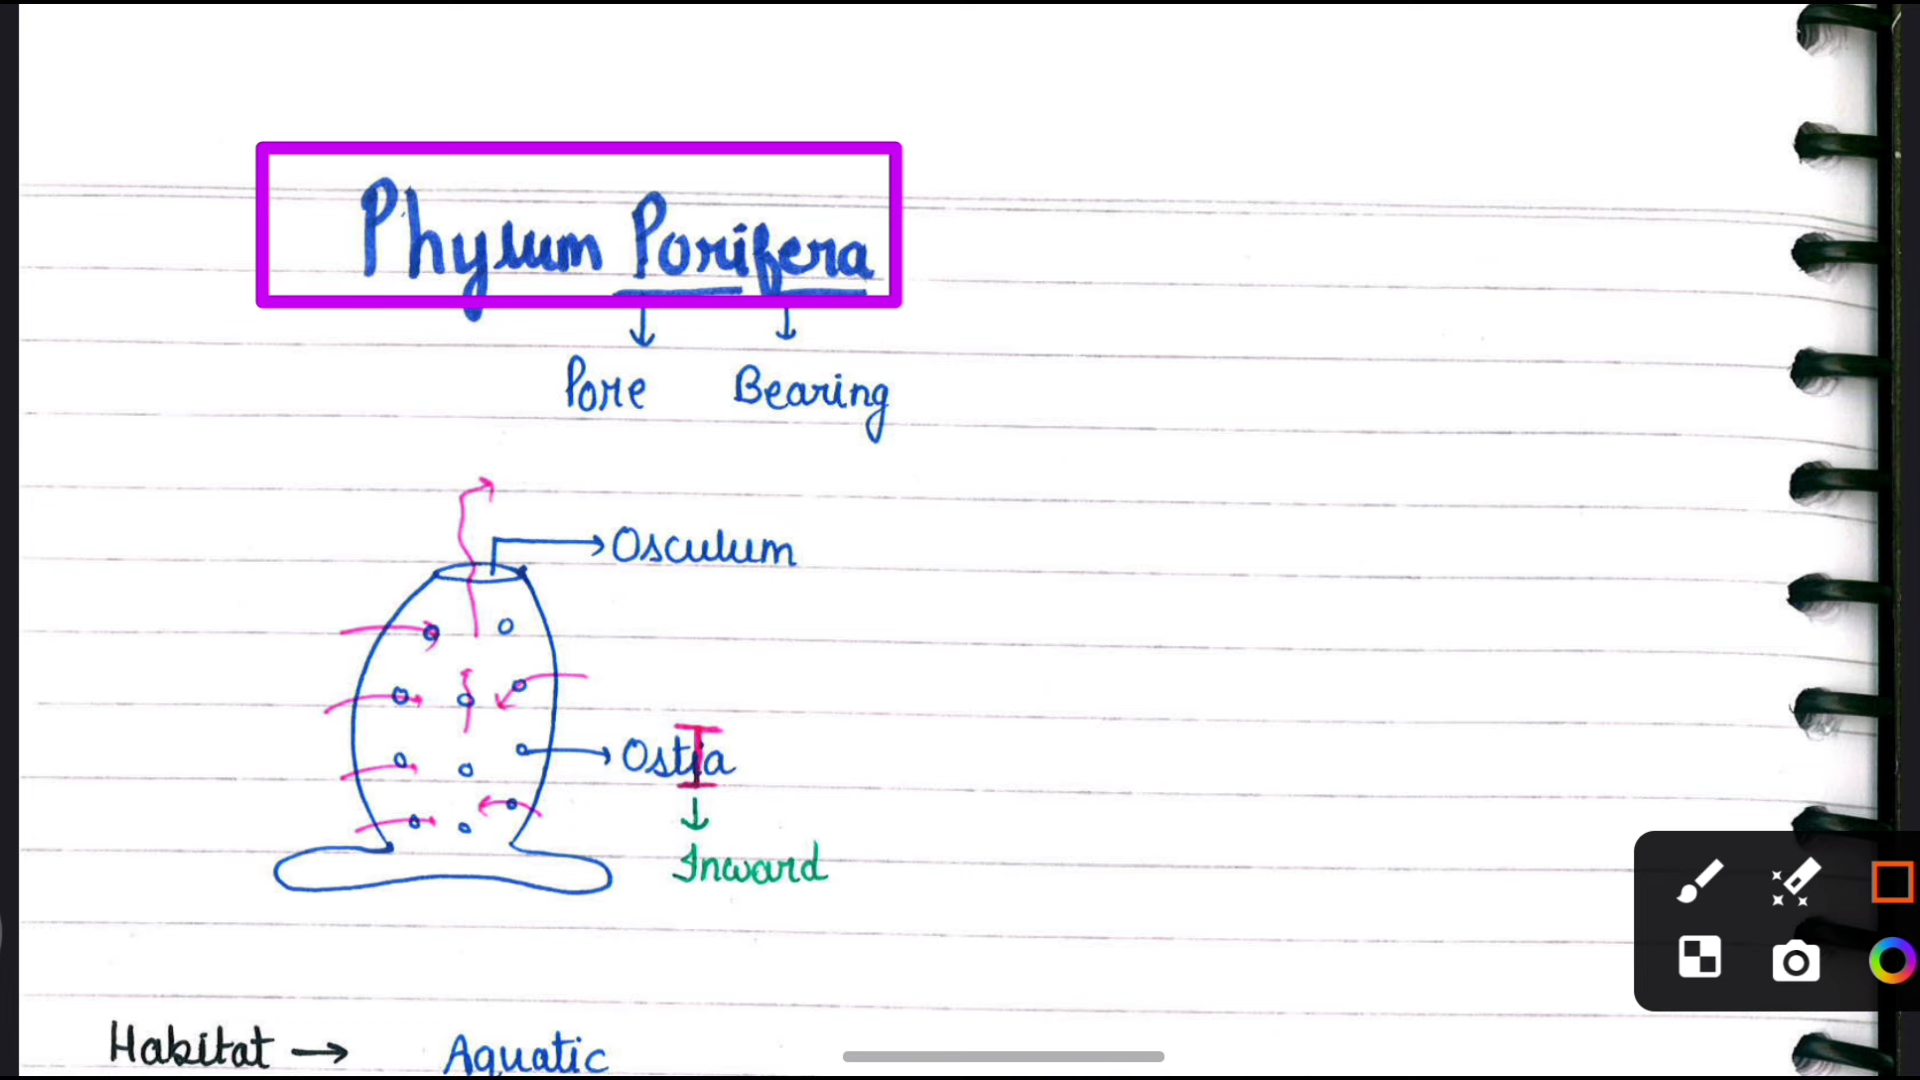 Phylum Porifera
Pore Bearing
Osculum
Ostia
Inward
Habitat → Aquatic